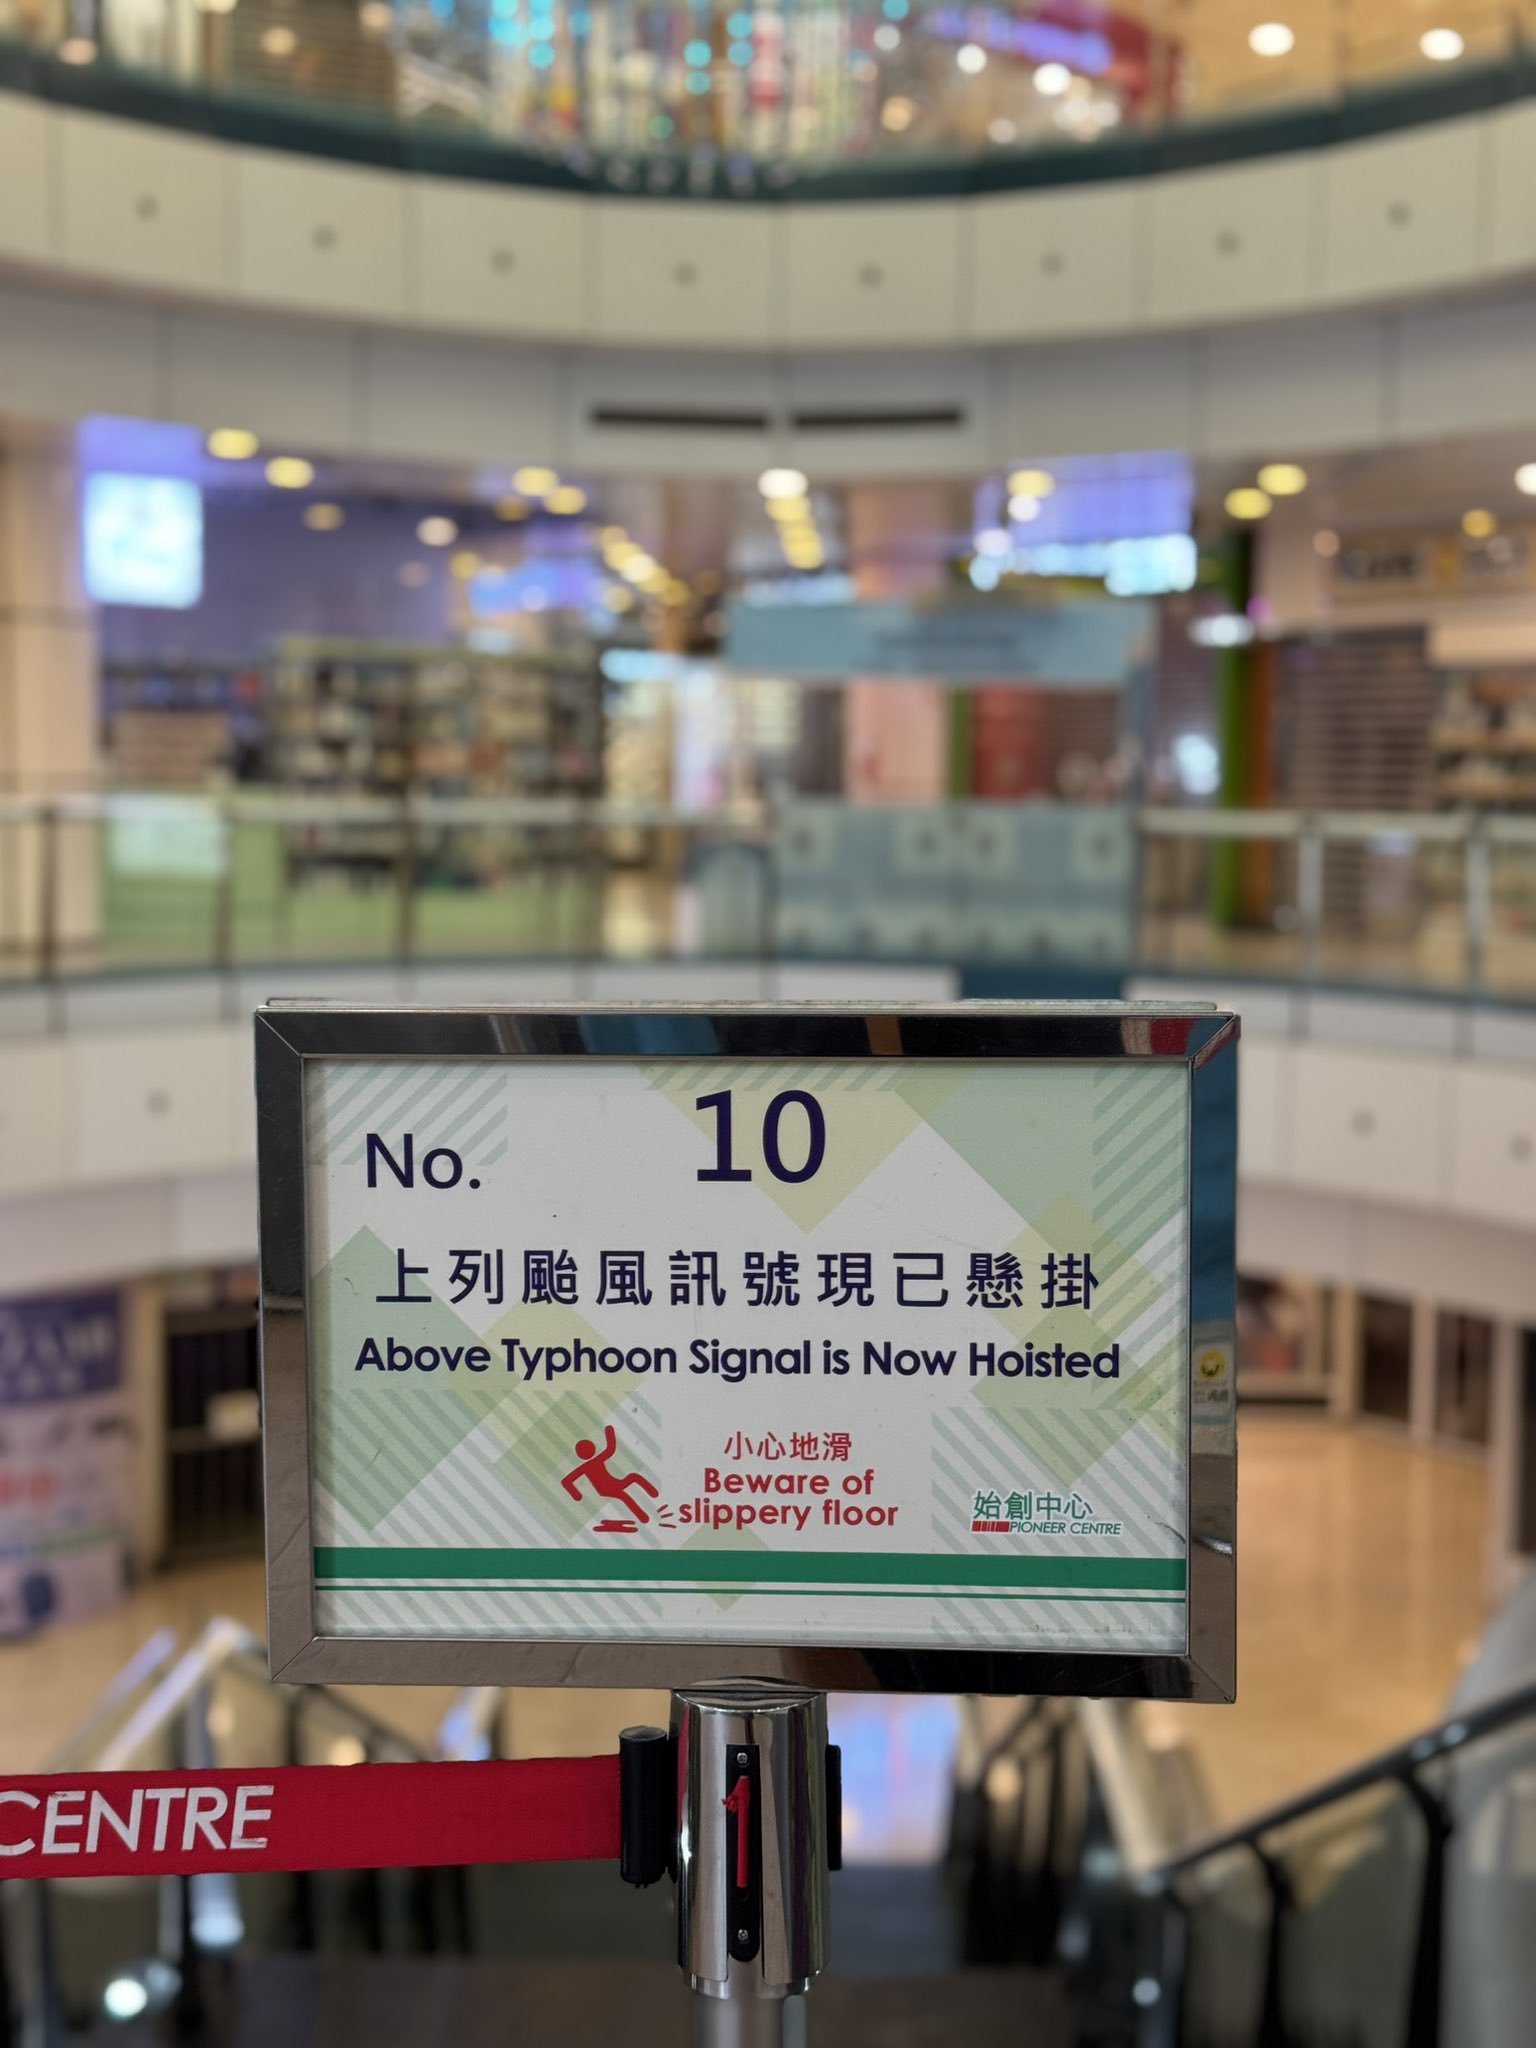 No. 10
上列颱風訊號現已懸掛
Above Typhoon Signal is Now Hoisted
小心地滑
Beware of
slippery floor
始創中心
PIONEER CENTRE
CENTRE